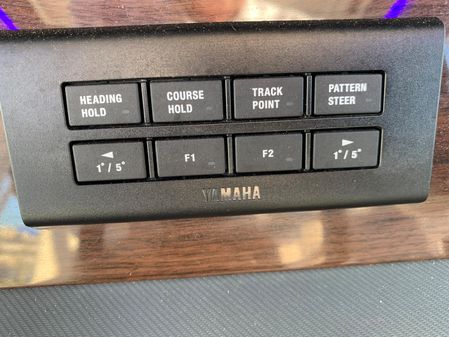 HEADING HOLD
COURSE HOLD
TRACK POINT
PATTERN STEER
◄ 1°/5°
F1
F2
► 1°/5°
YAMAHA